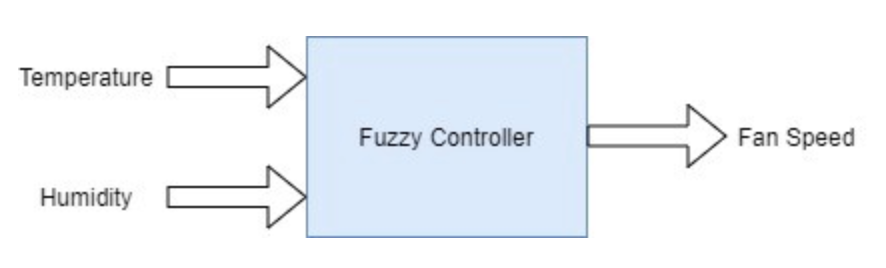 Temperature
Humidity
Fuzzy Controller
Fan Speed